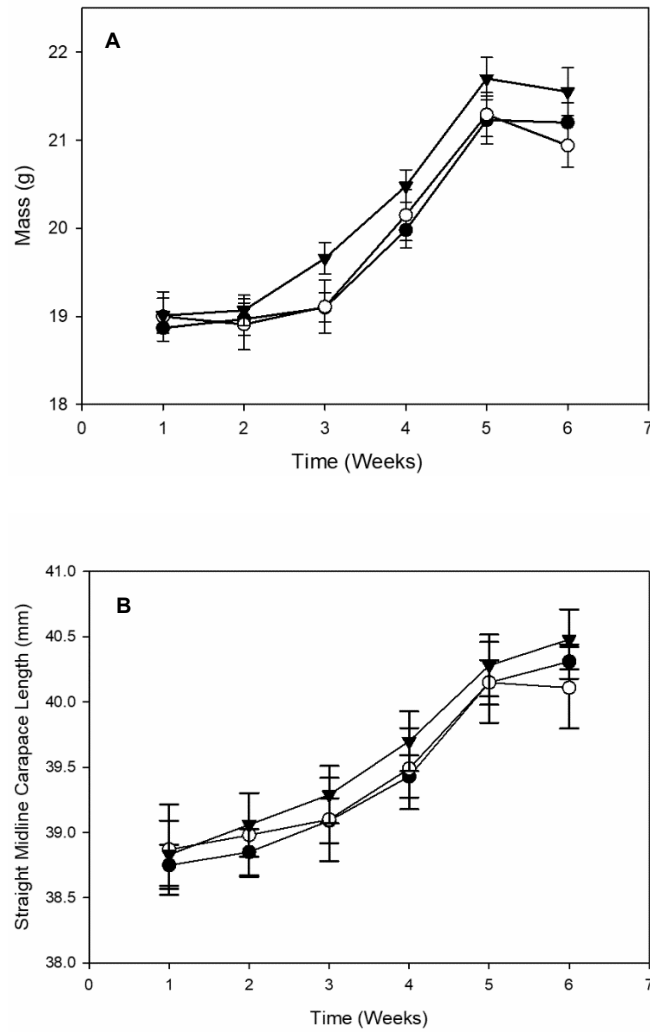 A
22
21
20
19
18
Mass (g)
0 1 2 3 4 5 6 7
Time (Weeks)
B
41.0
40.5
40.0
39.5
39.0
38.5
38.0
Straight Midline Carapace Length (mm)
0 1 2 3 4 5 6 7
Time (Weeks)